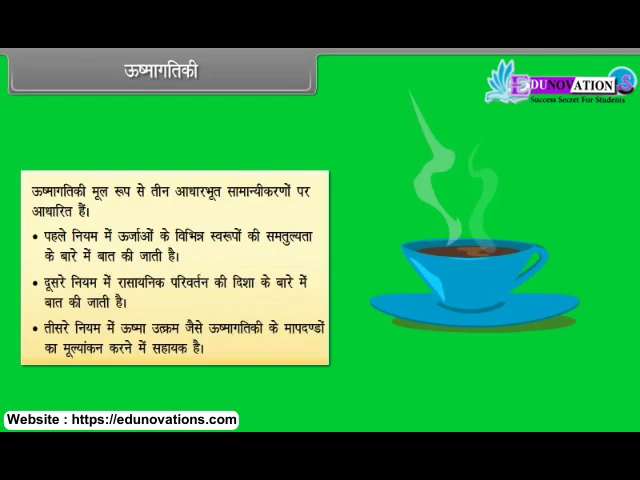 ऊष्मागतिकी
EDUNOVATIONS
Success Secret For Students
ऊष्मागतिकी मूल रूप से तीन आधारभूत सामान्यीकरणों पर
आधारित हैं।
• पहले नियम में ऊर्जाओं के विभिन्न स्वरूपों की समतुल्यता
के बारे में बात की जाती है।
• दूसरे नियम में रासायनिक परिवर्तन की दिशा के बारे में
बात की जाती है।
• तीसरे नियम में ऊष्मा उत्क्रम जैसे ऊष्मागतिकी के मापदण्डों
का मूल्यांकन करने में सहायक है।
Website : https://edunovations.com/